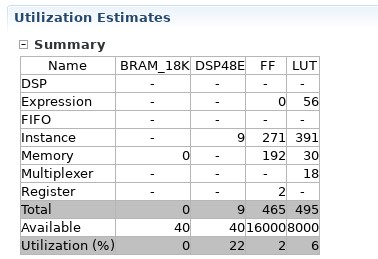 Utilization Estimates
Summary
Name BRAM_18K DSP48E FF LUT
DSP - - - -
Expression - - 0 56
FIFO - - - -
Instance - 9 271 391
Memory 0 - 192 30
Multiplexer - - - 18
Register - - 2 -
Total 0 9 465 495
Available 40 40 16000 8000
Utilization (%) 0 22 2 6